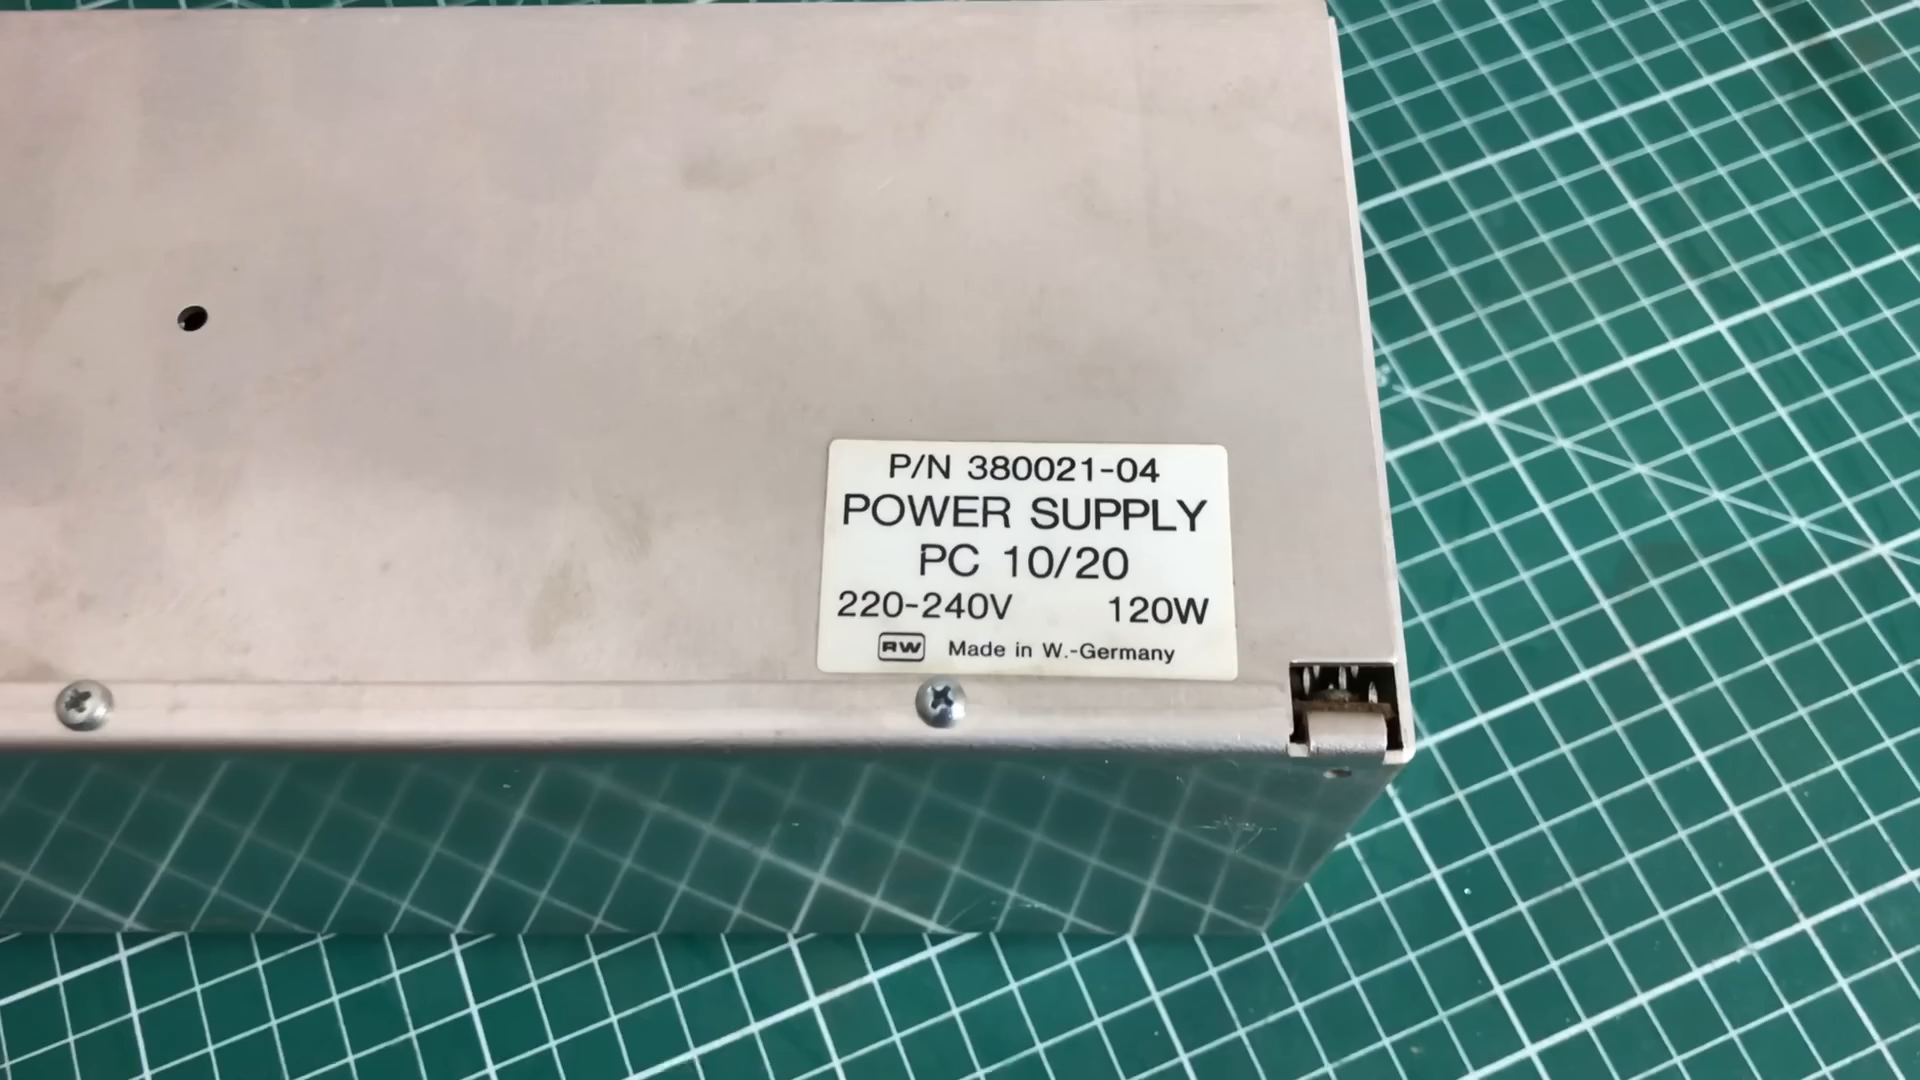 P/N 380021-04
POWER SUPPLY
PC 10/20
220-240V 120W
RW Made in W.-Germany